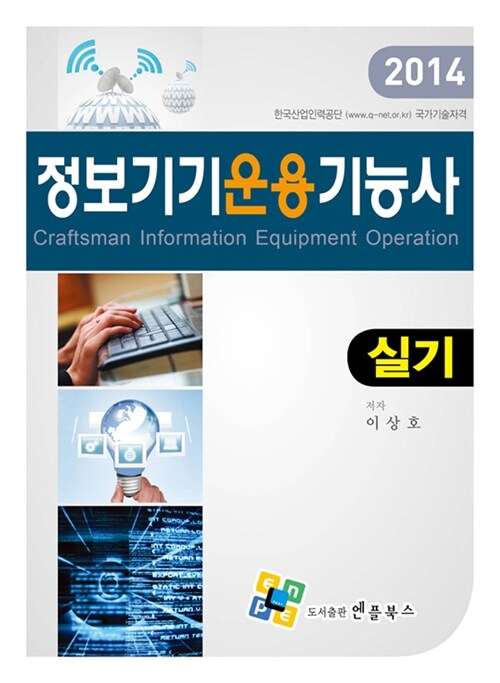 2014
한국산업인력공단 (www.q-net.or.kr) 국가기술자격
정보기기운용기능사
Craftsman Information Equipment Operation
실기
저자
이상호
EnPLE
도서출판 엔플북스